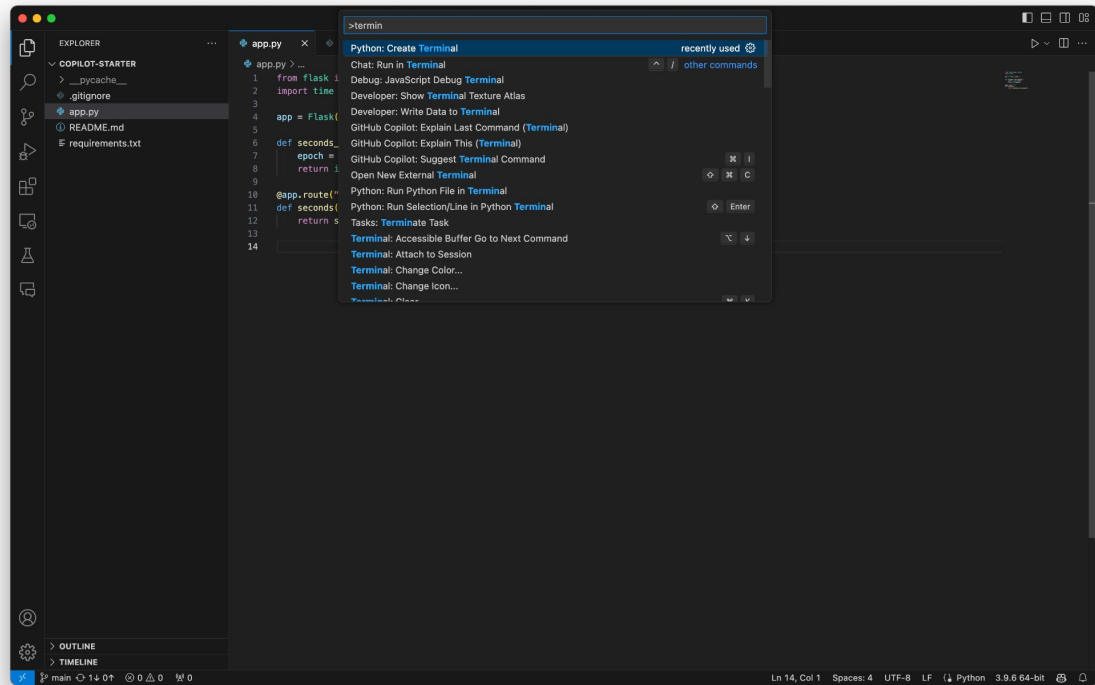 >termin
EXPLORER
COPILOT-STARTER
__pycache__
.gitignore
app.py
README.md
requirements.txt
OUTLINE
TIMELINE
app.py
app.py > ...
1 from flask i
2 import time
3
4 app = Flask(
5
6 def seconds_
7 epoch =
8 return i
9
10 @app.route("
11 def seconds(
12 return s
13
14
Python: Create Terminal recently used
Chat: Run in Terminal ^ / other commands
Debug: JavaScript Debug Terminal
Developer: Show Terminal Texture Atlas
Developer: Write Data to Terminal
GitHub Copilot: Explain Last Command (Terminal)
GitHub Copilot: Explain This (Terminal)
GitHub Copilot: Suggest Terminal Command ⌘ I
Open New External Terminal ⇧ ⌘ C
Python: Run Python File in Terminal
Python: Run Selection/Line in Python Terminal ⇧ Enter
Tasks: Terminate Task
Terminal: Accessible Buffer Go to Next Command ⌥ ↓
Terminal: Attach to Session
Terminal: Change Color...
Terminal: Change Icon...
Terminal: Clear ⌘ K
main 1↓ 0↑ 0 0 0 Ln 14, Col 1 Spaces: 4 UTF-8 LF Python 3.9.6 64-bit